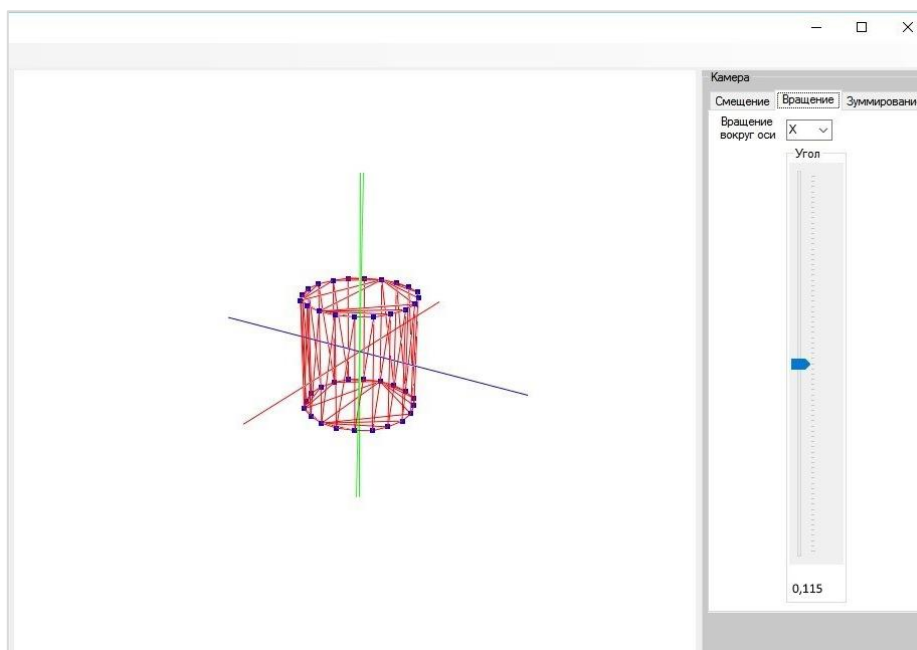 Камера
Смещение Вращение Зуммировани
Вращение
вокруг оси X
Угол
0,115